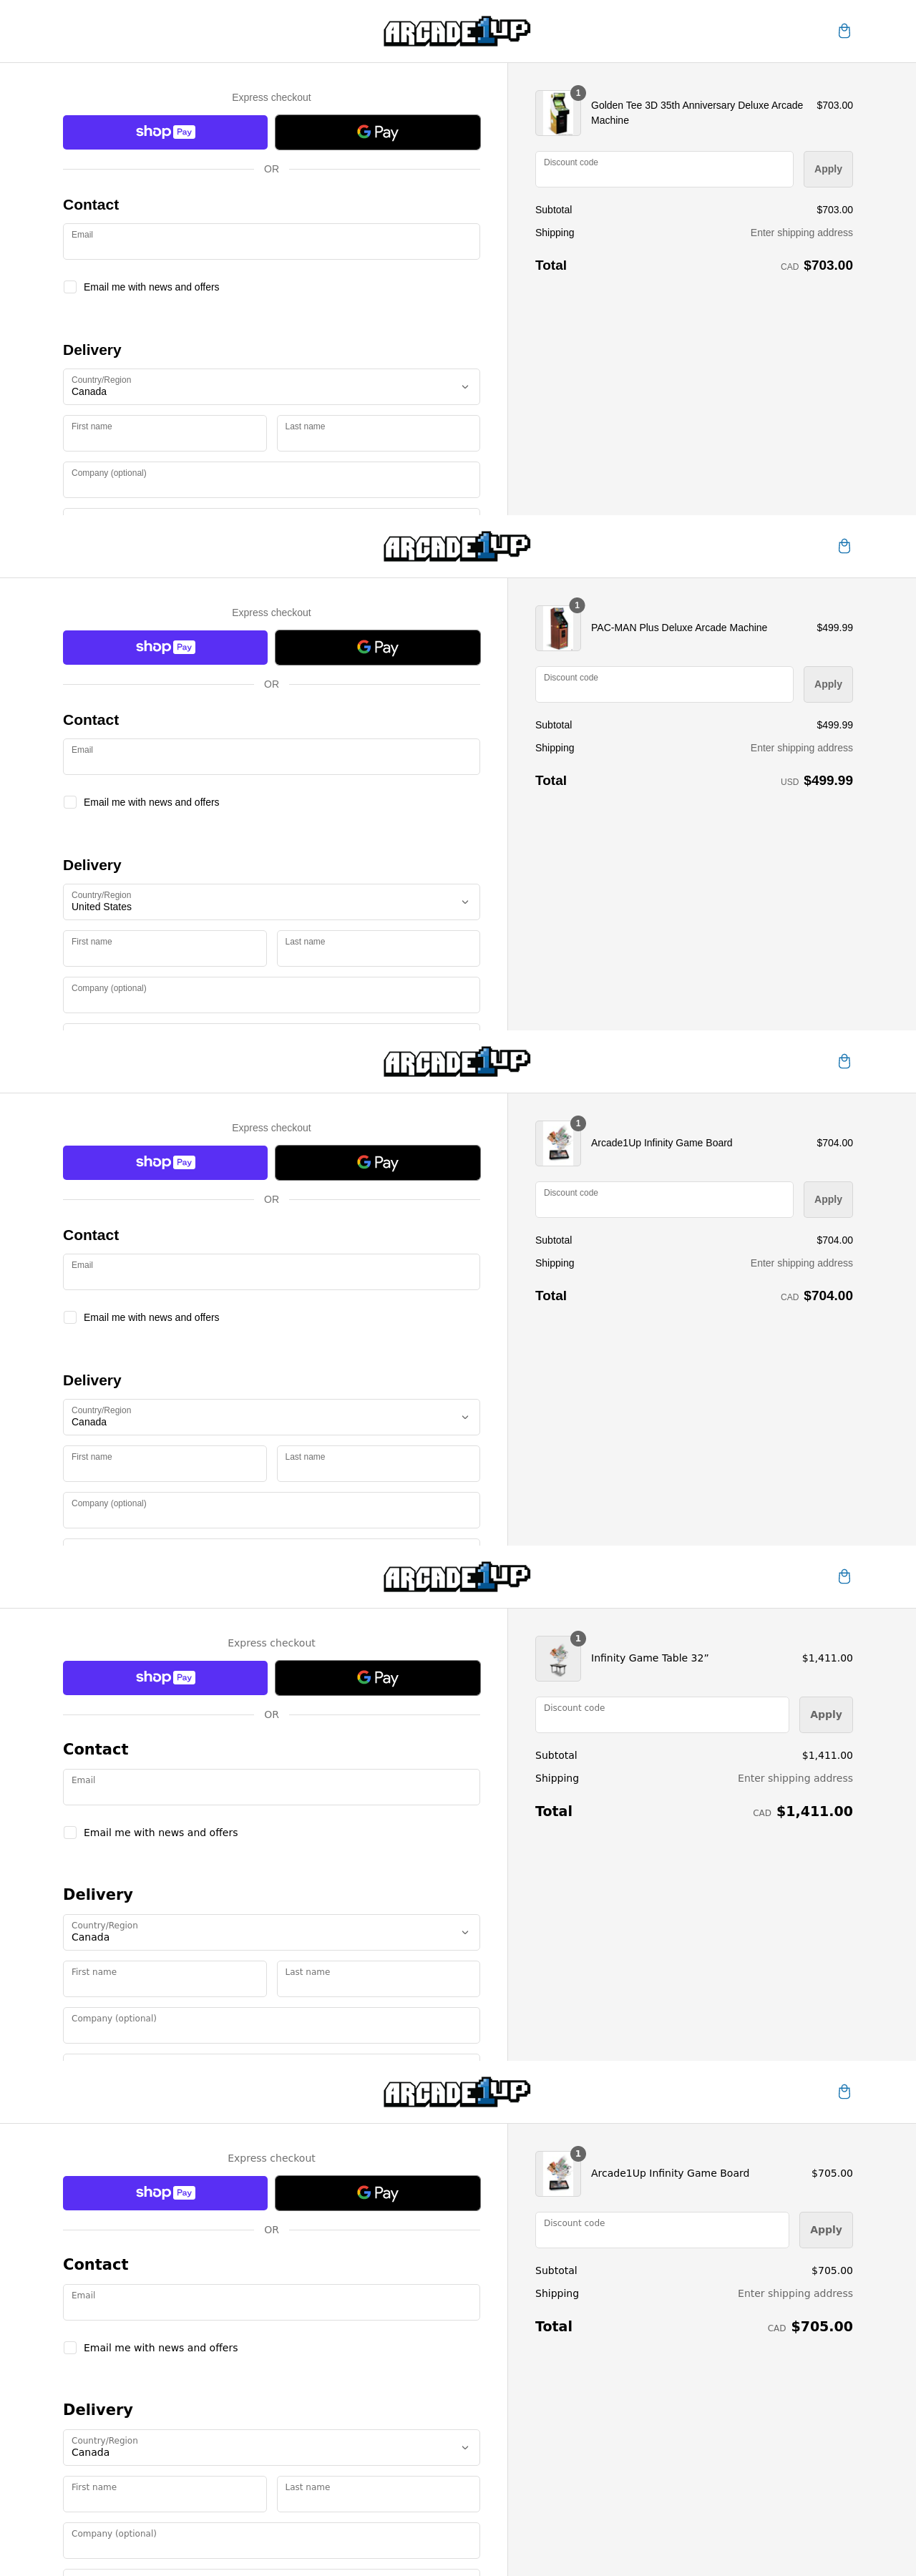 ARCADE1UP
Express checkout
shop Pay
G Pay
OR
Contact
Email
Email me with news and offers
Delivery
Country/Region
Canada
First name
Last name
Company (optional)
1
Golden Tee 3D 35th Anniversary Deluxe Arcade
Machine
$703.00
Discount code
Apply
Subtotal
$703.00
Shipping
Enter shipping address
Total
CAD $703.00
ARCADE1UP
Express checkout
shop Pay
G Pay
OR
Contact
Email
Email me with news and offers
Delivery
Country/Region
United States
First name
Last name
Company (optional)
1
PAC-MAN Plus Deluxe Arcade Machine
$499.99
Discount code
Apply
Subtotal
$499.99
Shipping
Enter shipping address
Total
USD $499.99
ARCADE1UP
Express checkout
shop Pay
G Pay
OR
Contact
Email
Email me with news and offers
Delivery
Country/Region
Canada
First name
Last name
Company (optional)
1
Arcade1Up Infinity Game Board
$704.00
Discount code
Apply
Subtotal
$704.00
Shipping
Enter shipping address
Total
CAD $704.00
ARCADE1UP
Express checkout
shop Pay
G Pay
OR
Contact
Email
Email me with news and offers
Delivery
Country/Region
Canada
First name
Last name
Company (optional)
1
Infinity Game Table 32”
$1,411.00
Discount code
Apply
Subtotal
$1,411.00
Shipping
Enter shipping address
Total
CAD $1,411.00
ARCADE1UP
Express checkout
shop Pay
G Pay
OR
Contact
Email
Email me with news and offers
Delivery
Country/Region
Canada
First name
Last name
Company (optional)
1
Arcade1Up Infinity Game Board
$705.00
Discount code
Apply
Subtotal
$705.00
Shipping
Enter shipping address
Total
CAD $705.00